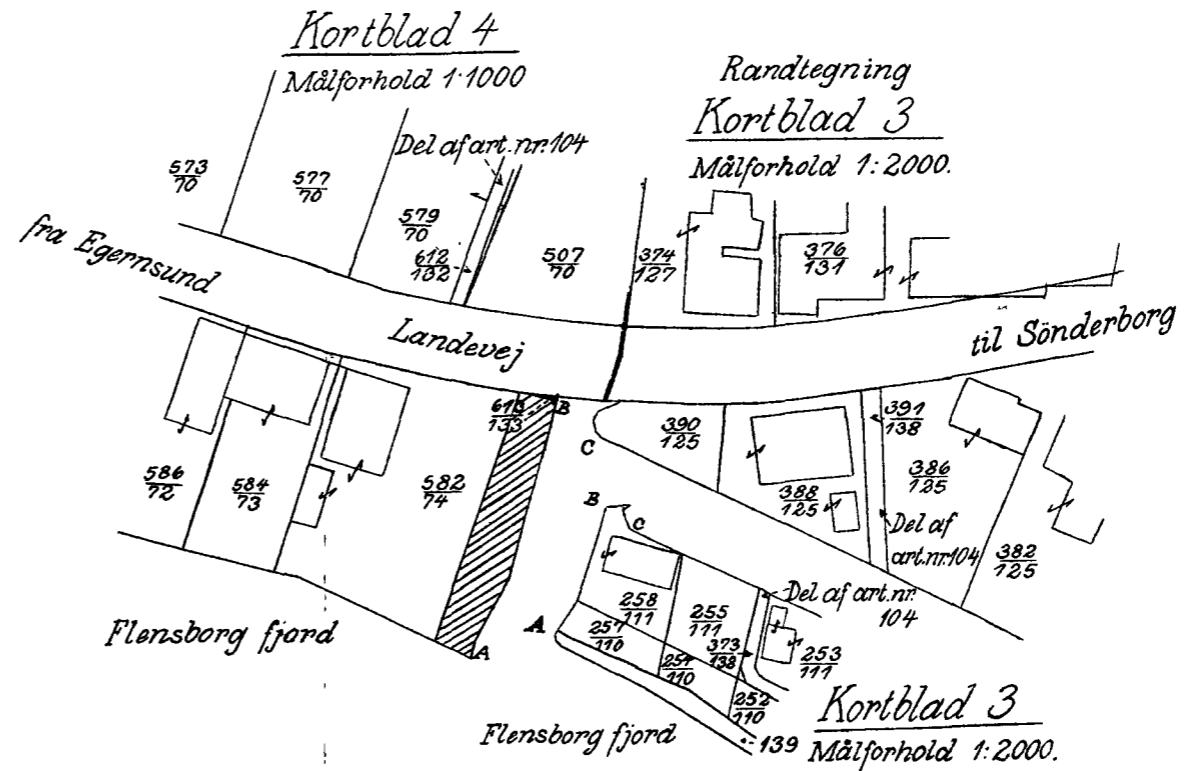 Kortblad 4
Målforhold 1:1000
Randtegning
Kortblad 3
Målforhold 1:2000.
Del af art. nr. 104
573
70
577
70
579
70
612
132
507
70
374
127
376
131
fra Egernsund
Landevej
til Sönderborg
613
133
B
C
390
125
391
138
586
72
584
73
582
74
388
125
386
125
Del af
art. nr. 104
382
125
B
C
A
A
258
111
255
111
Del af art. nr.
104
257
110
373
138
253
111
110
252
110
Flensborg fjord
Flensborg fjord
139
Kortblad 3
Målforhold 1:2000.